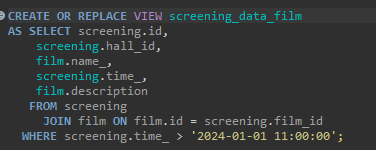 CREATE OR REPLACE VIEW screening_data_film
AS SELECT screening.id,
screening.hall_id,
film.name_,
screening.time_,
film.description
FROM screening
JOIN film ON film.id = screening.film_id
WHERE screening.time_ > '2024-01-01 11:00:00';